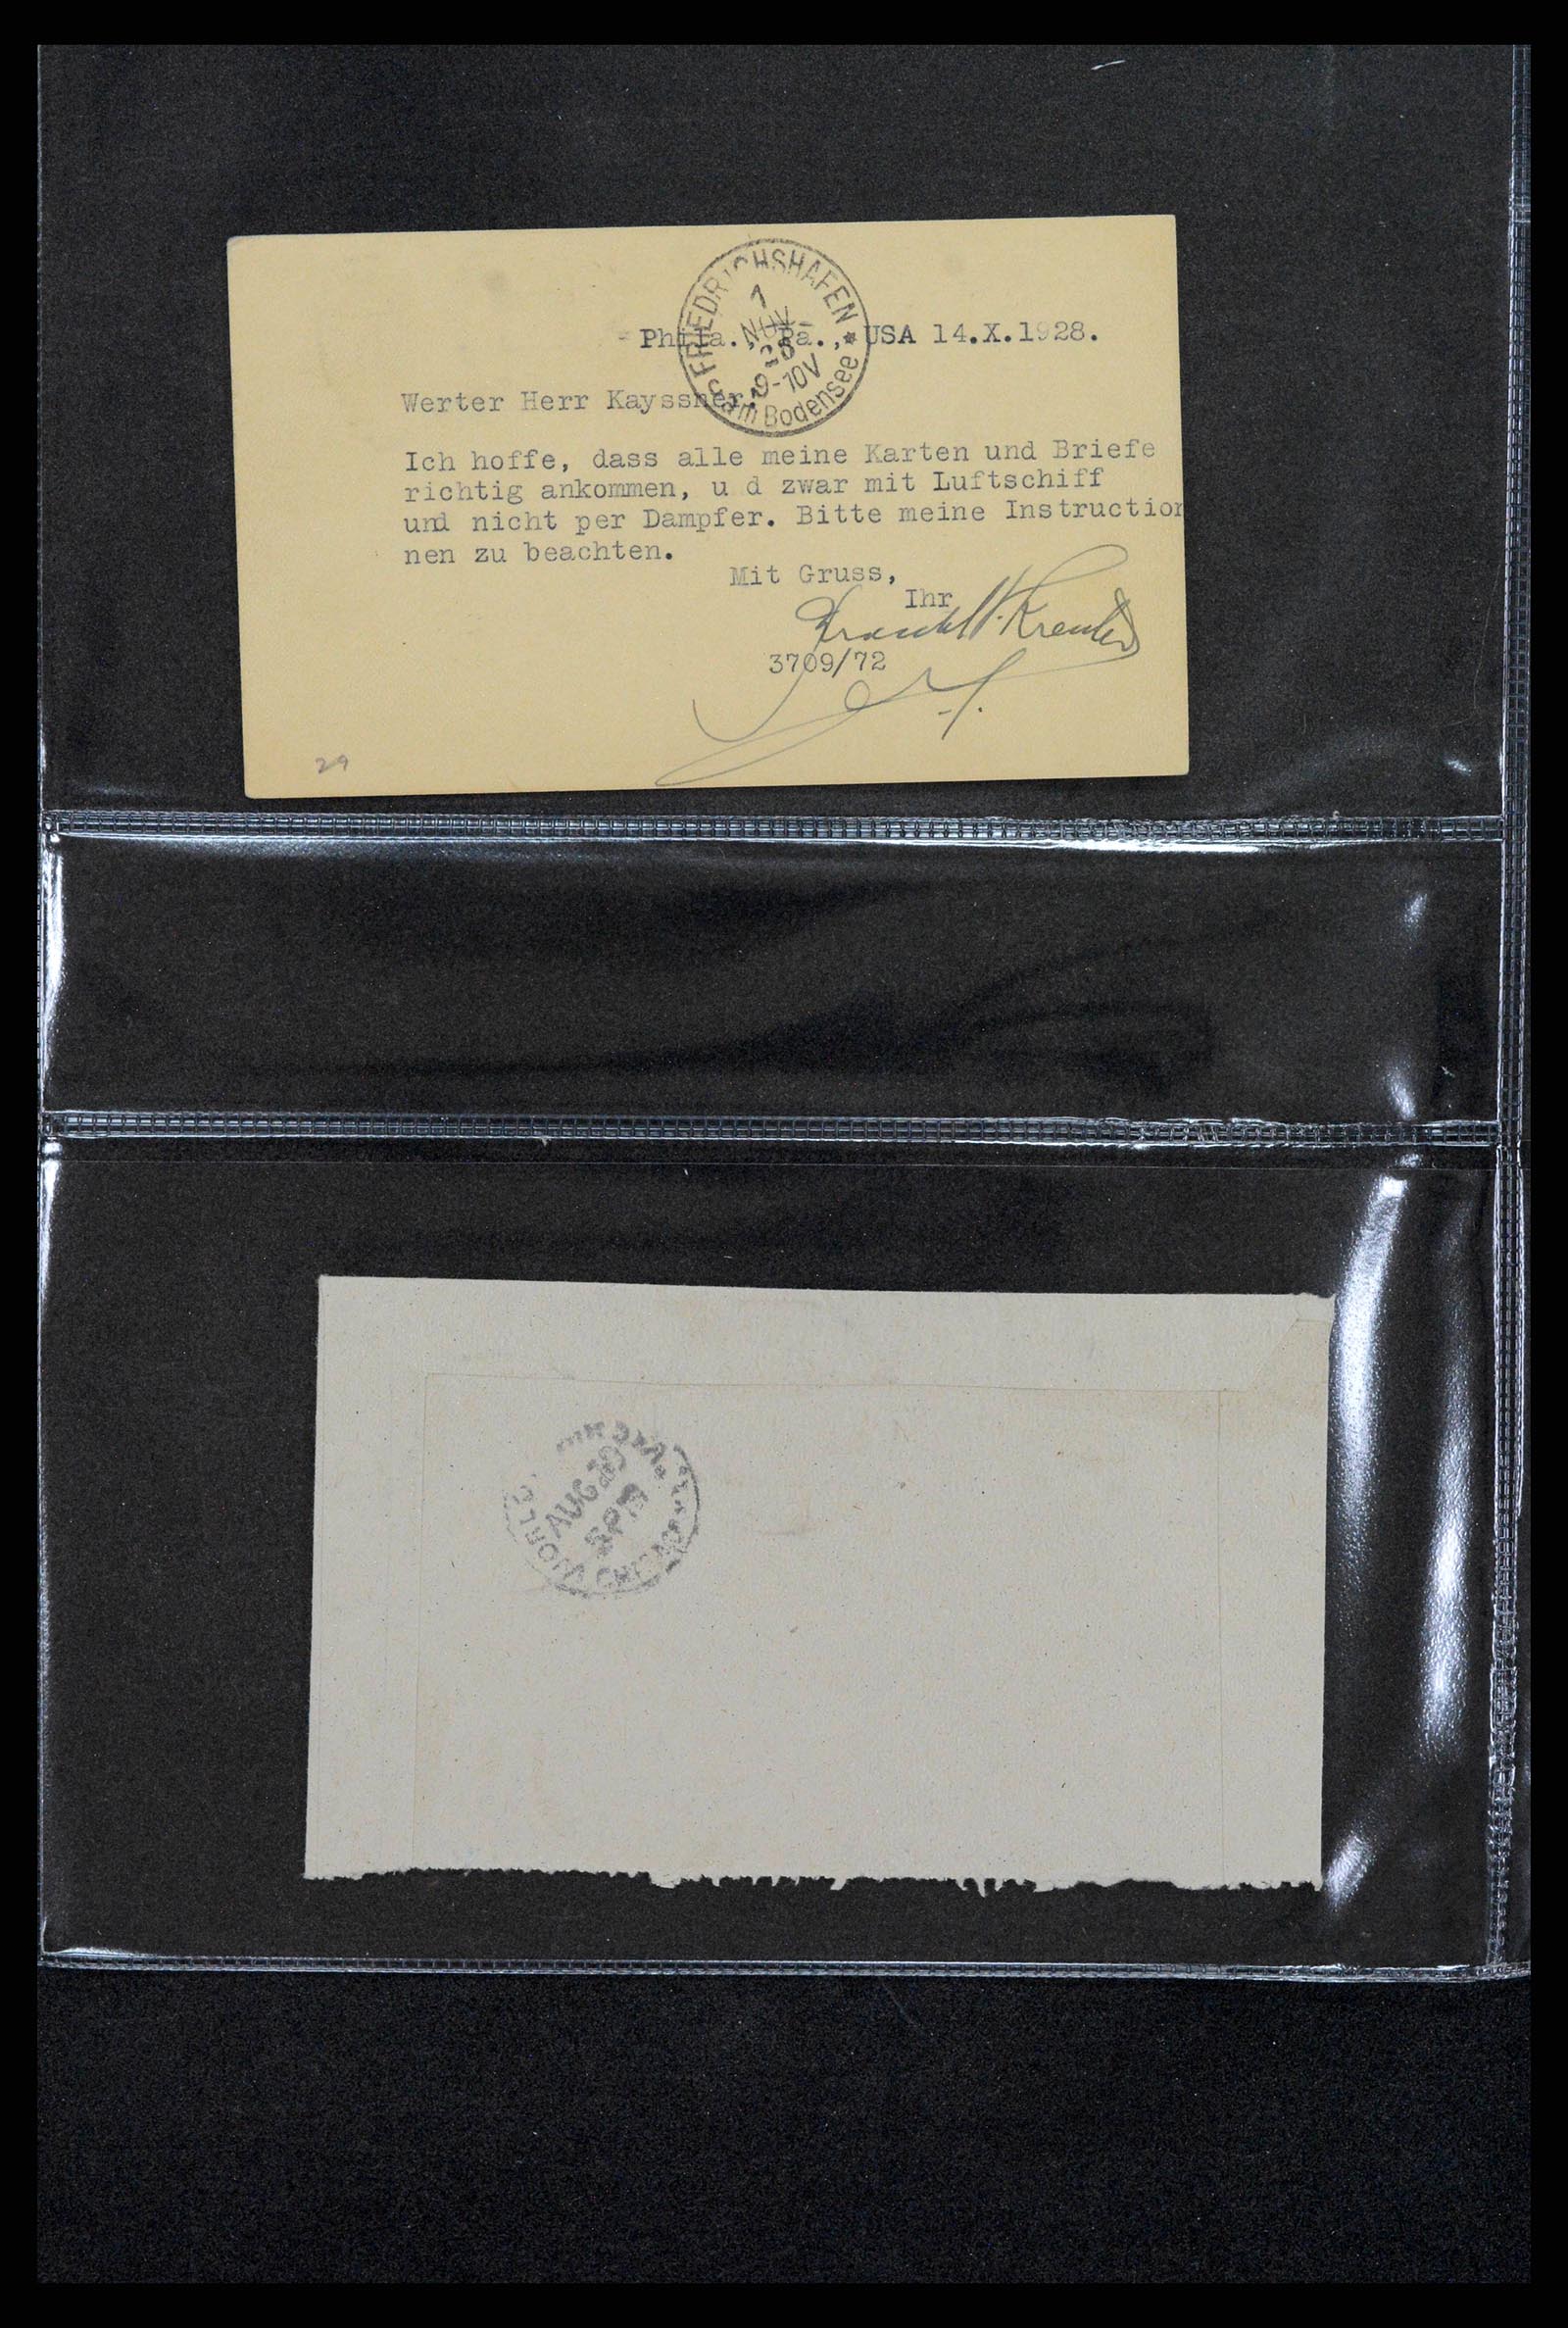 FRIEDRICHSHAFEN
NOV
9-10V
am Bodensee
Phila., Pa., USA 14.X.1928.
Werter Herr Kayssner:
Ich hoffe, dass alle meine Karten und Briefe
richtig ankommen, u d zwar mit Luftschiff
und nicht per Dampfer. Bitte meine Instruction
nen zu beachten.
Mit Gruss,
Ihr
3709/72
29
AUG